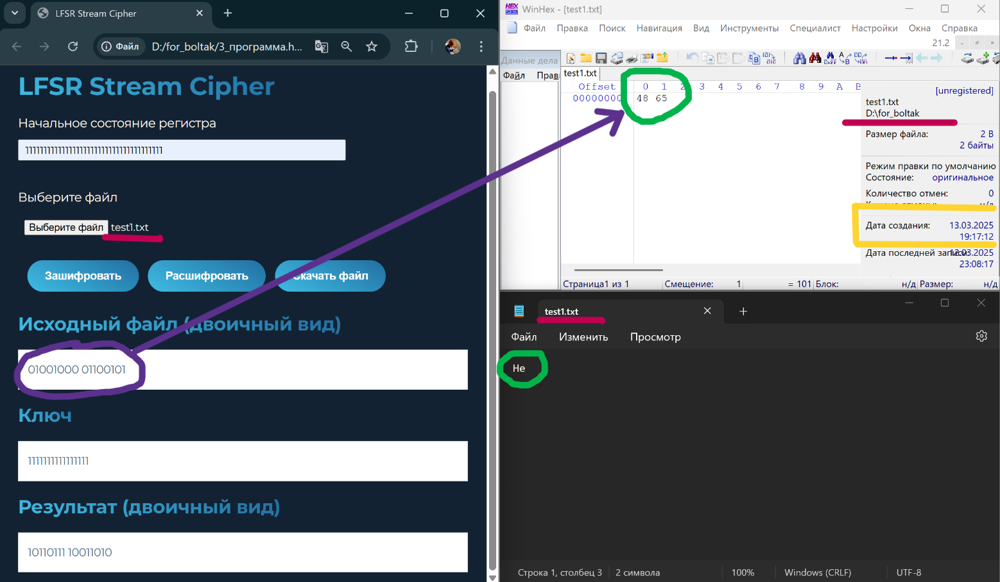 LFSR Stream Cipher
Файл
D:/for_boltak/3_программа.h...
LFSR Stream Cipher
Начальное состояние регистра
Выберите файл
Выберите файл test1.txt
Зашифровать
Расшифровать
Скачать файл
Исходный файл (двоичный вид)
01001000 01100101
Ключ
1111111111111111
Результат (двоичный вид)
10110111 10011010
WinHex - [test1.txt]
Файл Правка Поиск Навигация Вид Инструменты Специалист Настройки Окна Справка
21.2
Данные дела
Файл Прав
test1.txt
Offset 0 1 2 3 4 5 6 7 8 9 A B
00000000 48 65
[unregistered]
test1.txt
D:\for_boltak
Размер файла: 2 B
2 байты
Режим правки по умолчанию
Состояние: оригинальное
Количество отмен: 0
н/д
Дата создания: 13.03.2025
19:17:12
Дата последней записи: 12.03.2025
23:08:17
Страница1 из 1 Смещение: 1 = 101 Блок: н/д Размер: н/д
test1.txt
Файл Изменить Просмотр
He
Строка 1, столбец 3 2 символа 100% Windows (CRLF) UTF-8